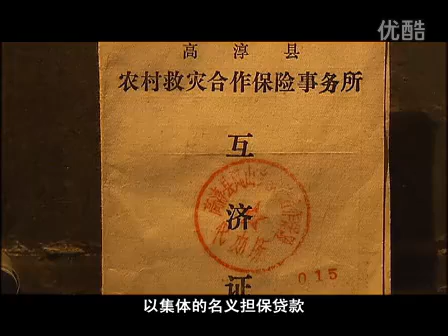 优酷
高淳县
农村救灾合作保险事务所
互
济
证
015
以集体的名义担保贷款